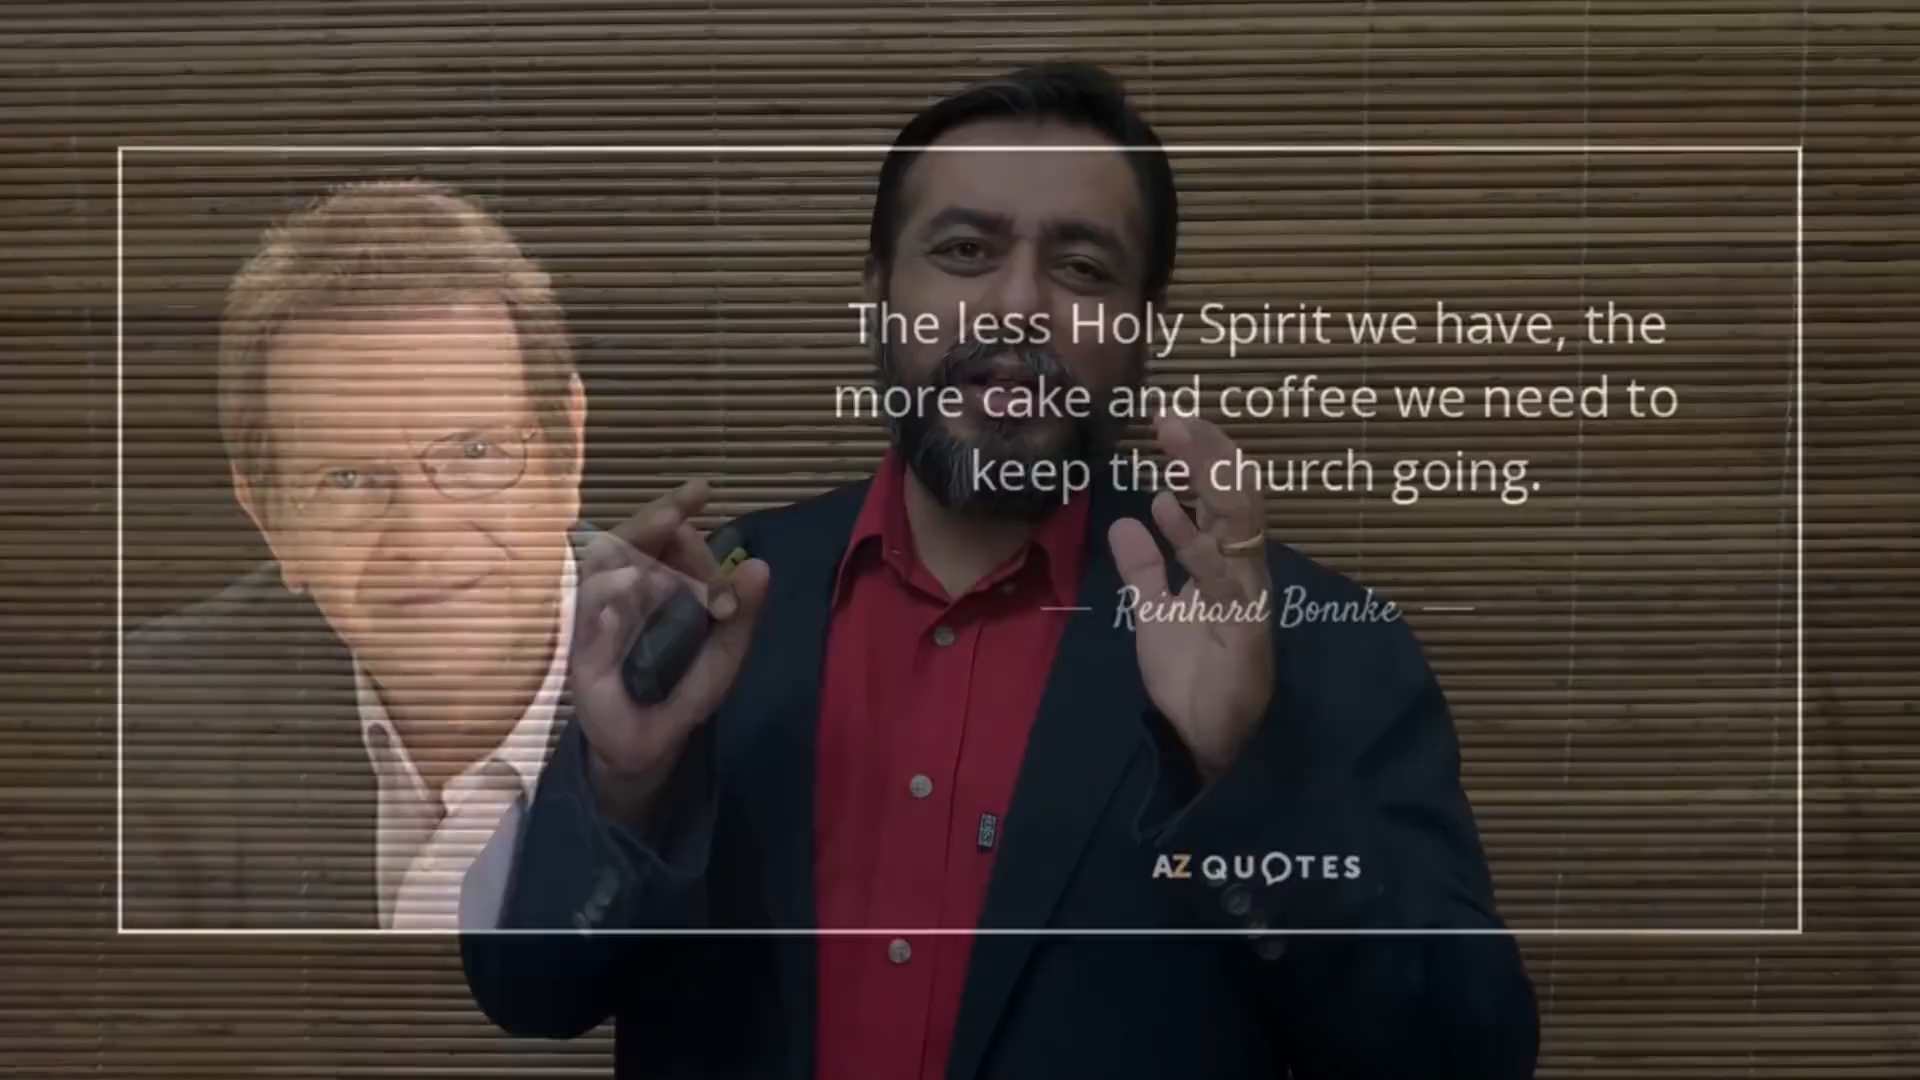 The less Holy Spirit we have, the
more cake and coffee we need to
keep the church going.
Reinhard Bonnke
AZ QUOTES